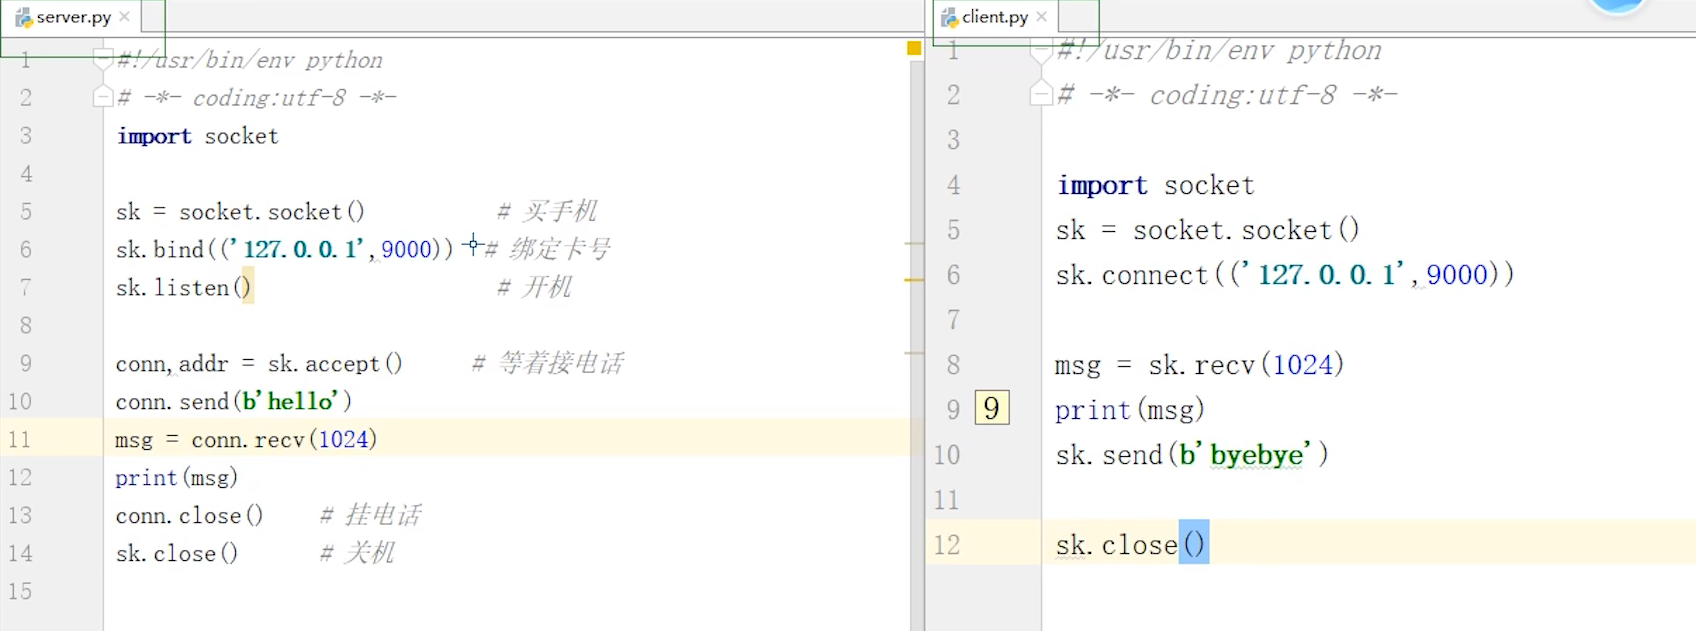 server.py
1 #!/usr/bin/env python
2 # -*- coding:utf-8 -*-
3 import socket
4
5 sk = socket.socket() # 买手机
6 sk.bind(('127.0.0.1',9000)) # 绑定卡号
7 sk.listen() # 开机
8
9 conn,addr = sk.accept() # 等着接电话
10 conn.send(b'hello')
11 msg = conn.recv(1024)
12 print(msg)
13 conn.close() # 挂电话
14 sk.close() # 关机
15
client.py
1 #!/usr/bin/env python
2 # -*- coding:utf-8 -*-
3
4 import socket
5 sk = socket.socket()
6 sk.connect(('127.0.0.1',9000))
7
8 msg = sk.recv(1024)
9 9 print(msg)
10 sk.send(b'byebye')
11
12 sk.close()